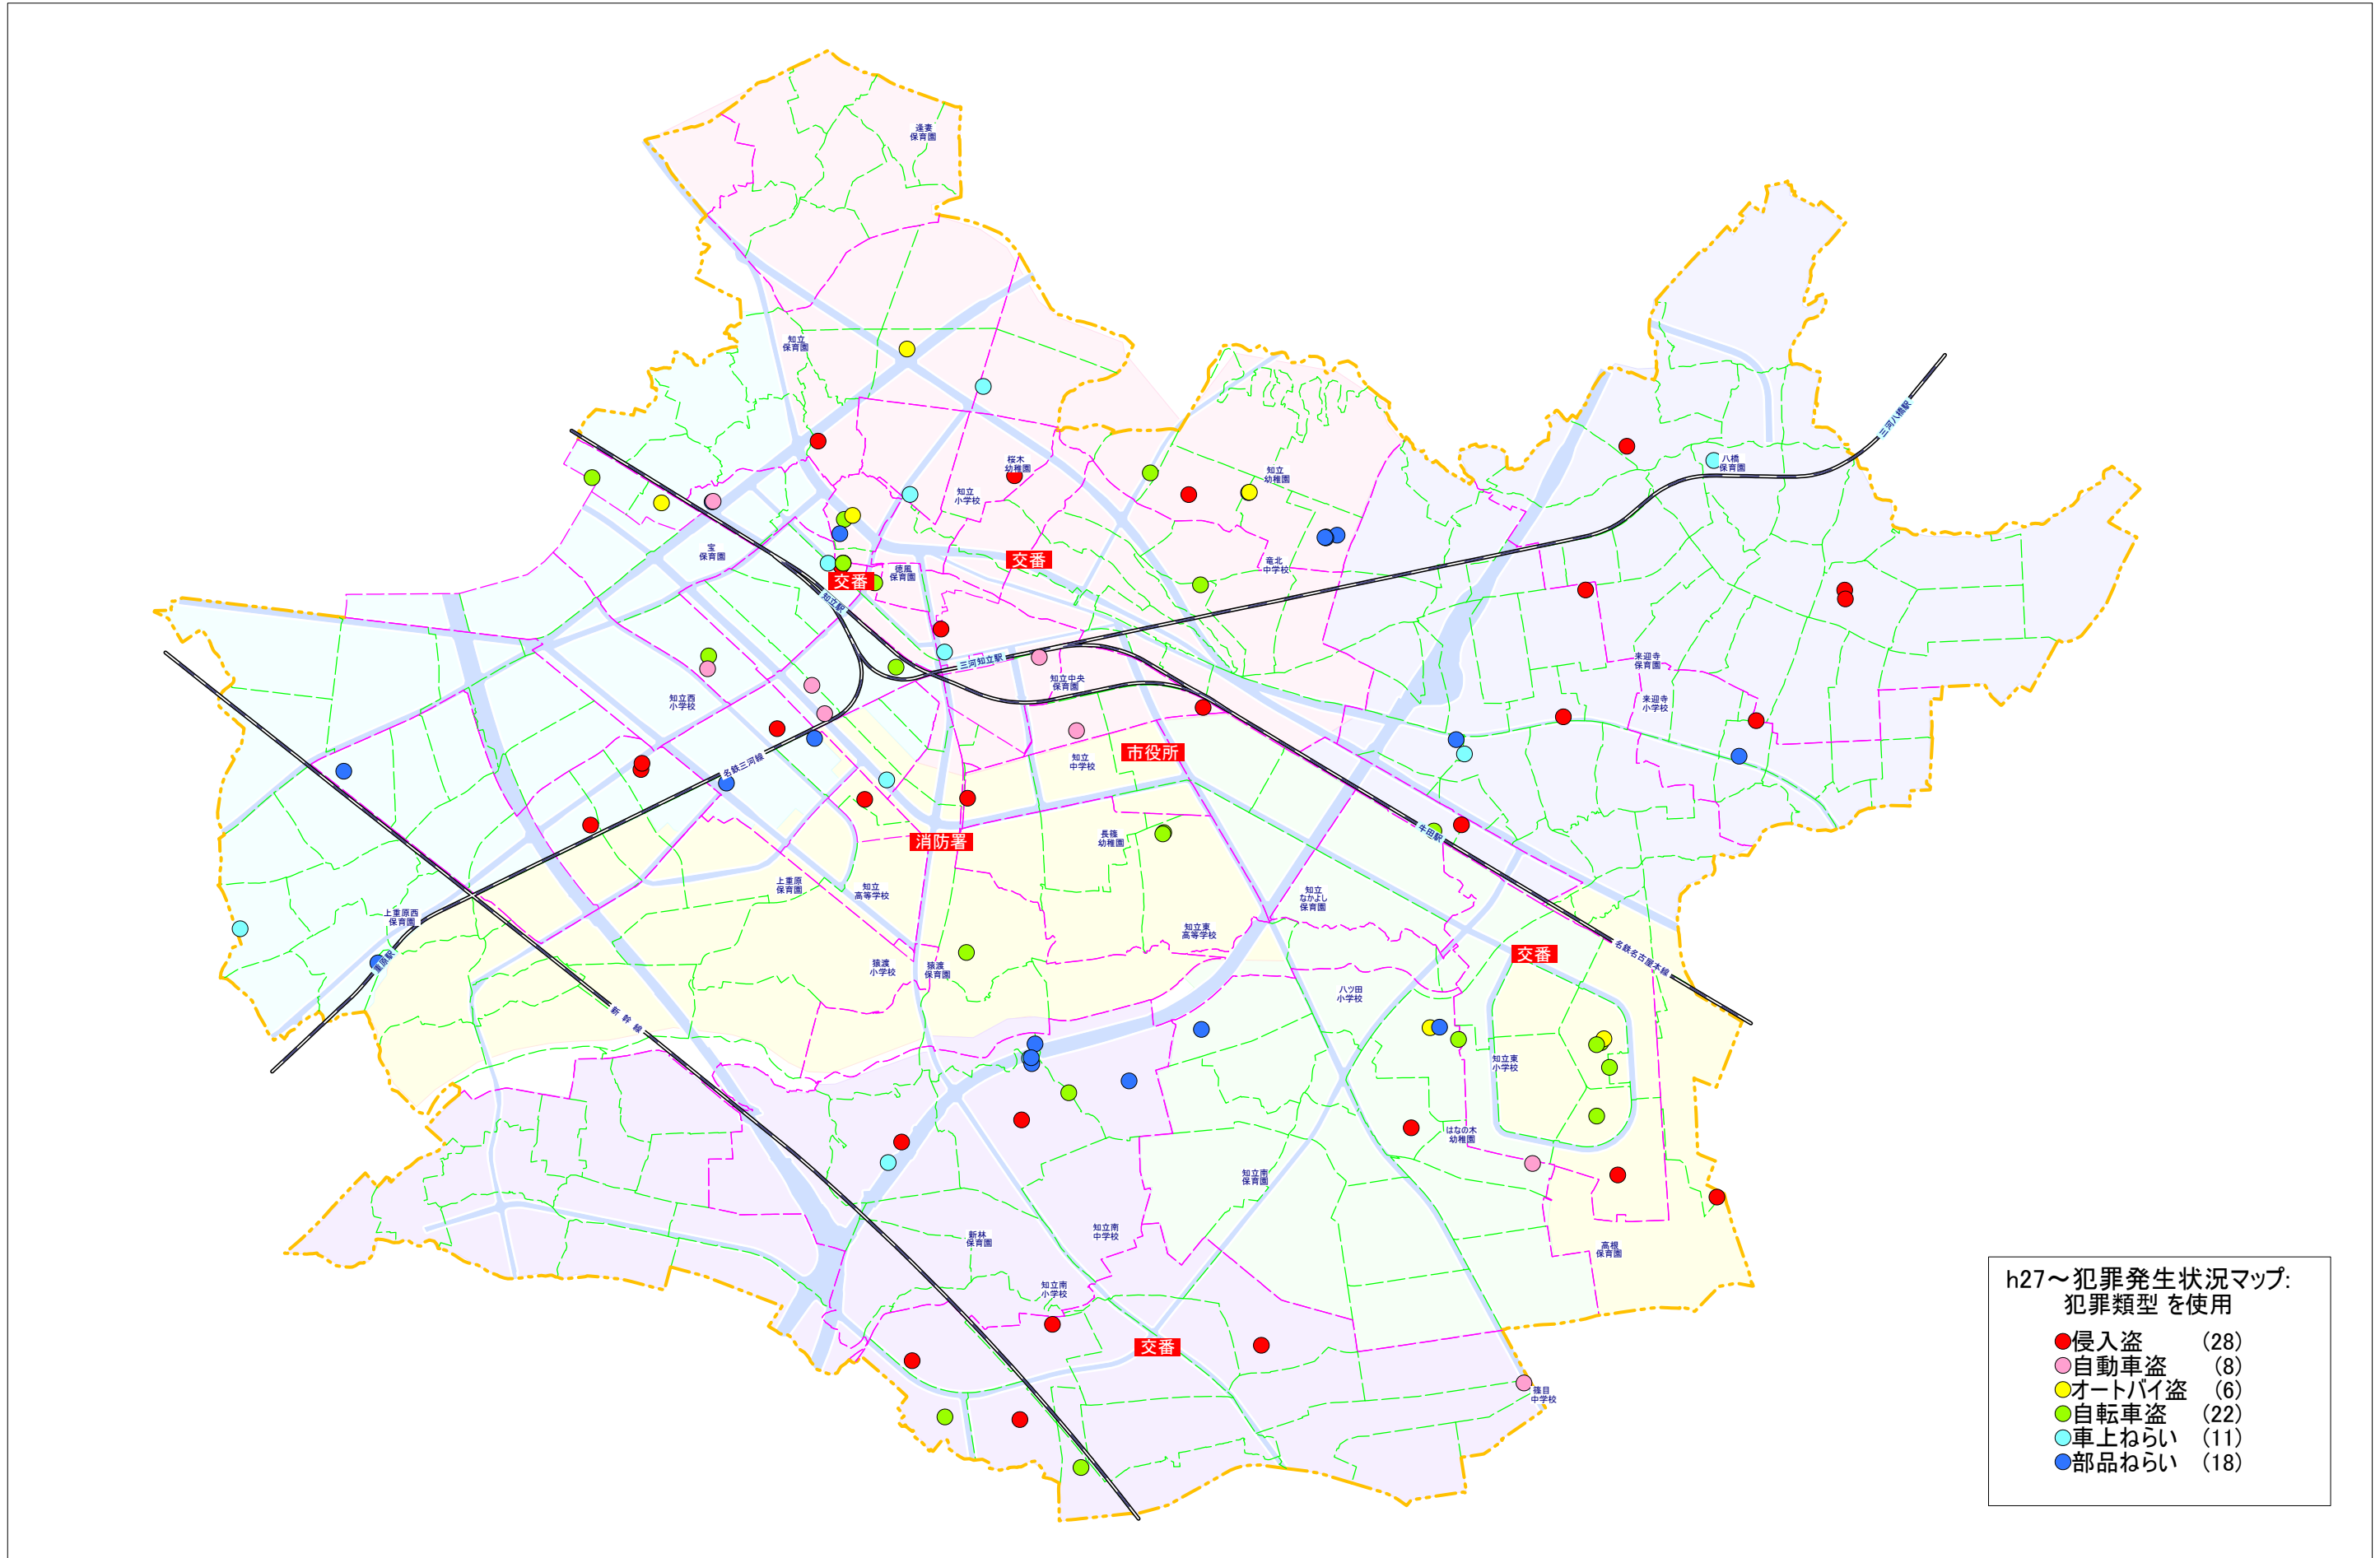 逢妻
保育園
知立
保育園
桜木
幼稚園
知立
小学校
知立
幼稚園
八橋
保育園
三河八橋駅
宝
保育園
交番
徳風
保育園
交番
竜北
中学校
知立駅
三河知立駅
知立中央
保育園
来迎寺
保育園
来迎寺
小学校
知立西
小学校
市役所
知立
中学校
名鉄三河線
消防署
長篠
幼稚園
牛田駅
上重原
保育園
知立
高等学校
知立
なかよし
保育園
上重原西
保育園
重原駅
知立東
高等学校
猿渡
小学校
猿渡
保育園
交番
名鉄名古屋本線
八ツ田
小学校
新幹線
知立東
小学校
はなの木
幼稚園
知立南
保育園
新林
保育園
知立南
中学校
高根
保育園
知立南
小学校
交番
篠目
中学校
h27～犯罪発生状況マップ:
犯罪類型 を使用
侵入盗 (28)
自動車盗 (8)
オートバイ盗 (6)
自転車盗 (22)
車上ねらい (11)
部品ねらい (18)